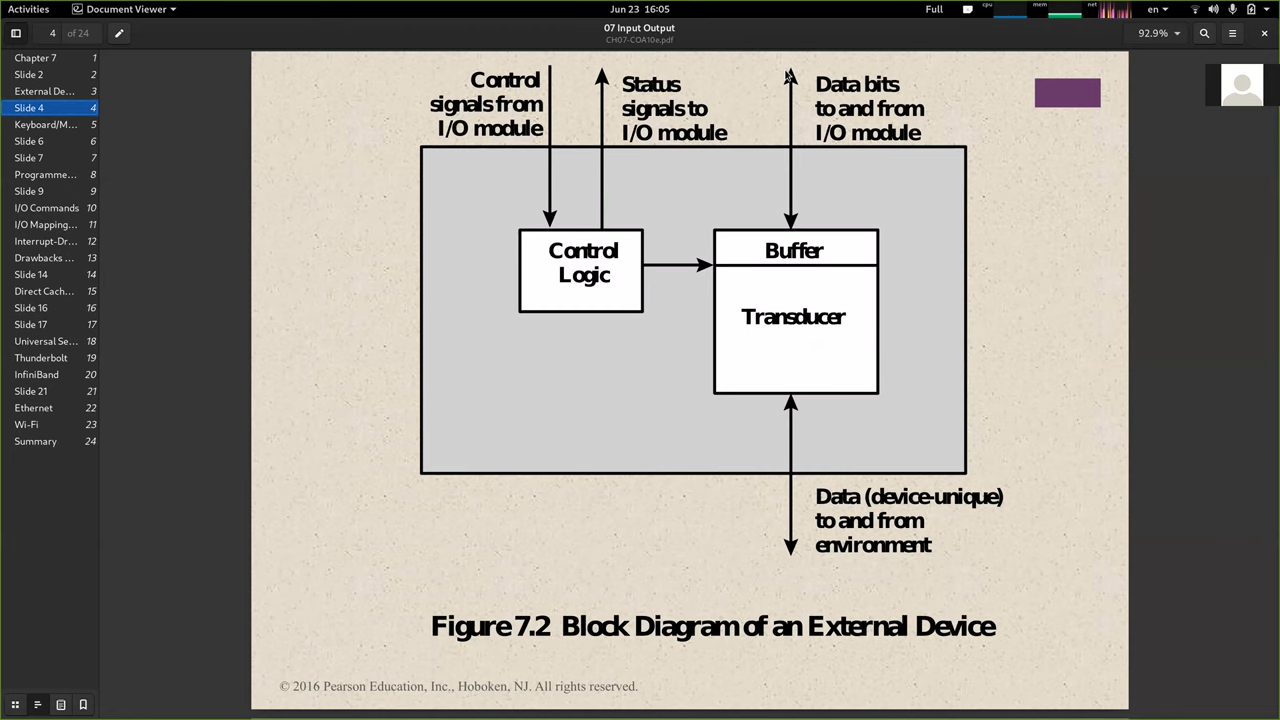 Activities
Document Viewer
Jun 23 16:05
Full
cpu
mem
net
en
4 of 24
07 Input Output
CH07-COA10e.pdf
92.9%
Chapter 7 1
Slide 2 2
External De... 3
Slide 4 4
Keyboard/M... 5
Slide 6 6
Slide 7 7
Programme... 8
Slide 9 9
I/O Commands 10
I/O Mapping... 11
Interrupt-Dr... 12
Drawbacks ... 13
Slide 14 14
Direct Cach... 15
Slide 16 16
Slide 17 17
Universal Se... 18
Thunderbolt 19
InfiniBand 20
Slide 21 21
Ethernet 22
Wi-Fi 23
Summary 24
Control
signals from
I/O module
Status
signals to
I/O module
Data bits
to and from
I/O module
Control
Logic
Buffer
Transducer
Data (device-unique)
to and from
environment
Figure 7.2 Block Diagram of an External Device
© 2016 Pearson Education, Inc., Hoboken, NJ. All rights reserved.